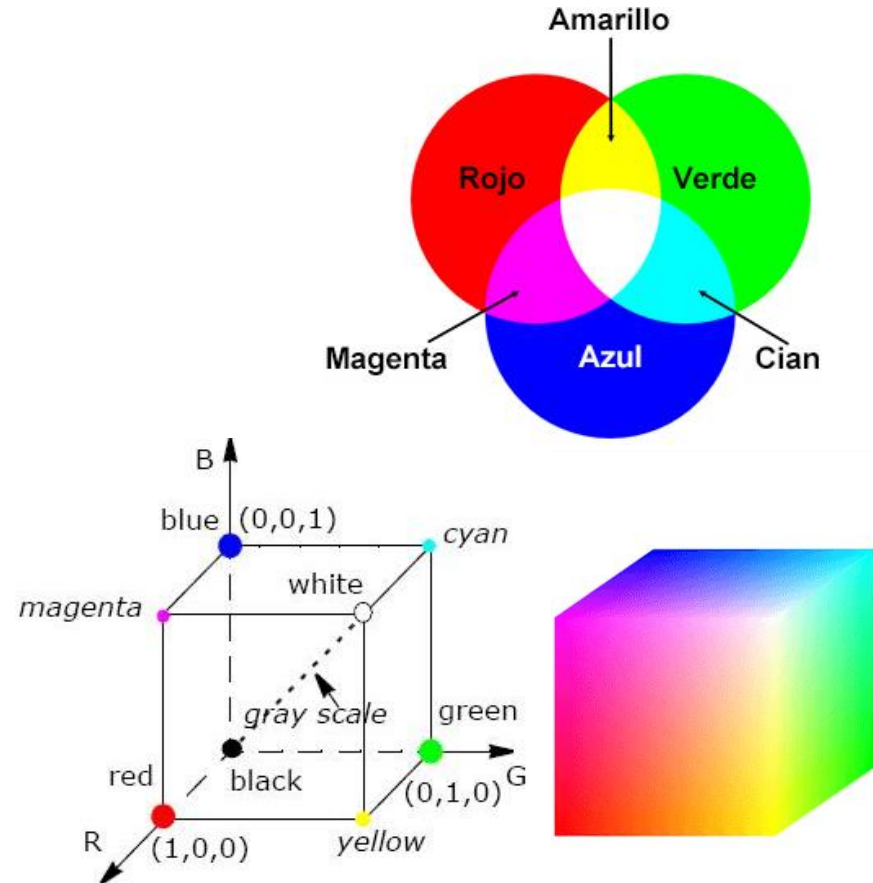 Amarillo
Rojo
Verde
Magenta
Azul
Cian
B
blue
(0,0,1)
cyan
white
magenta
gray scale
green
red
black
(0,1,0)
G
R
(1,0,0)
yellow